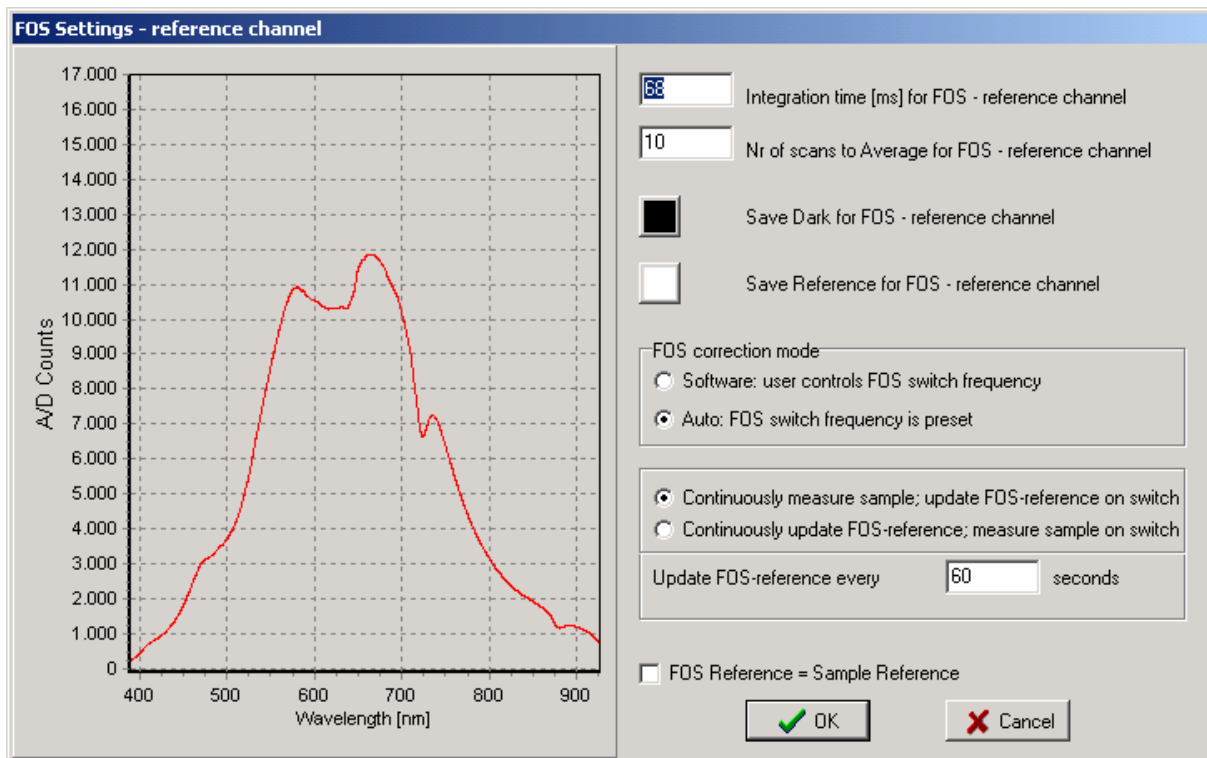 FOS Settings - reference channel
17.000
16.000
15.000
14.000
13.000
12.000
11.000
10.000
9.000
8.000
7.000
6.000
5.000
4.000
3.000
2.000
1.000
0
A/D Counts
400 500 600 700 800 900
Wavelength [nm]
68 Integration time [ms] for FOS - reference channel
10 Nr of scans to Average for FOS - reference channel
Save Dark for FOS - reference channel
Save Reference for FOS - reference channel
FOS correction mode
Software: user controls FOS switch frequency
Auto: FOS switch frequency is preset
Continuously measure sample; update FOS-reference on switch
Continuously update FOS-reference; measure sample on switch
Update FOS-reference every 60 seconds
FOS Reference = Sample Reference
OK Cancel